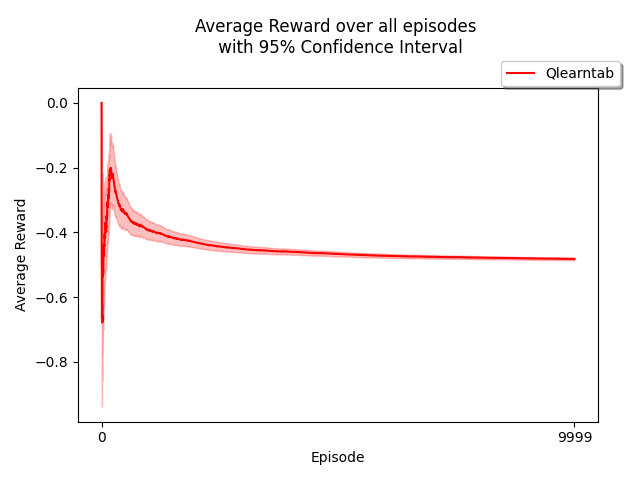 Average Reward over all episodes
with 95% Confidence Interval
Qlearntab
0.0
−0.2
−0.4
−0.6
−0.8
Average Reward
0
9999
Episode